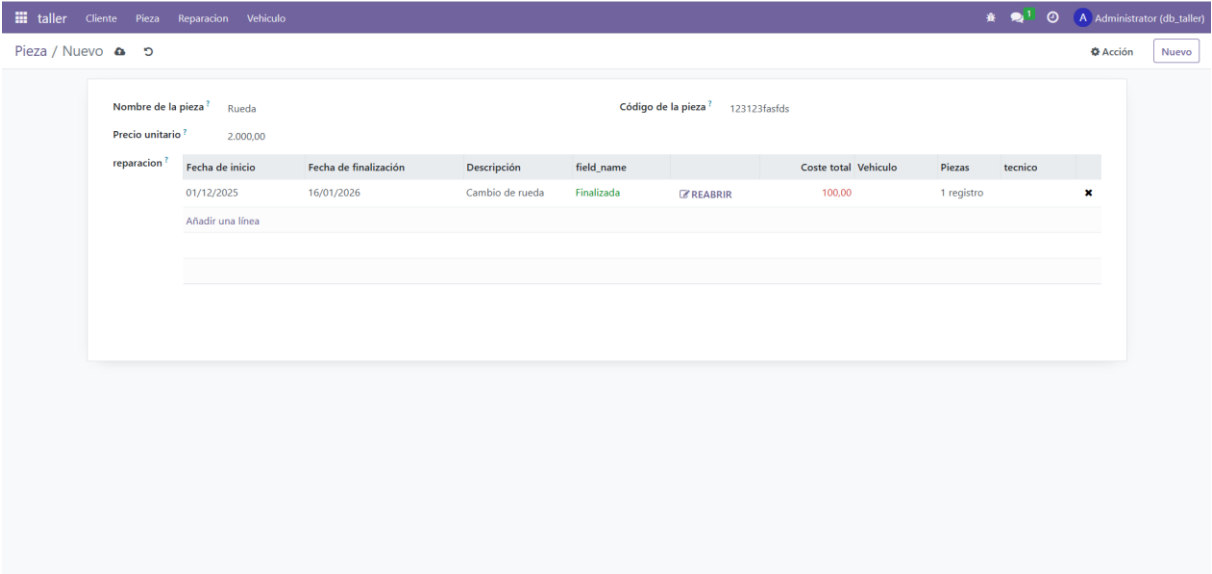 taller Cliente Pieza Reparacion Vehiculo 1 A Administrator (db_taller)
Pieza / Nuevo Acción Nuevo
Nombre de la pieza ? Rueda Código de la pieza ? 123123fasfds
Precio unitario ? 2.000,00
reparacion ? Fecha de inicio Fecha de finalización Descripción field_name Coste total Vehiculo Piezas tecnico
01/12/2025 16/01/2026 Cambio de rueda Finalizada REABRIR 100,00 1 registro
Añadir una línea